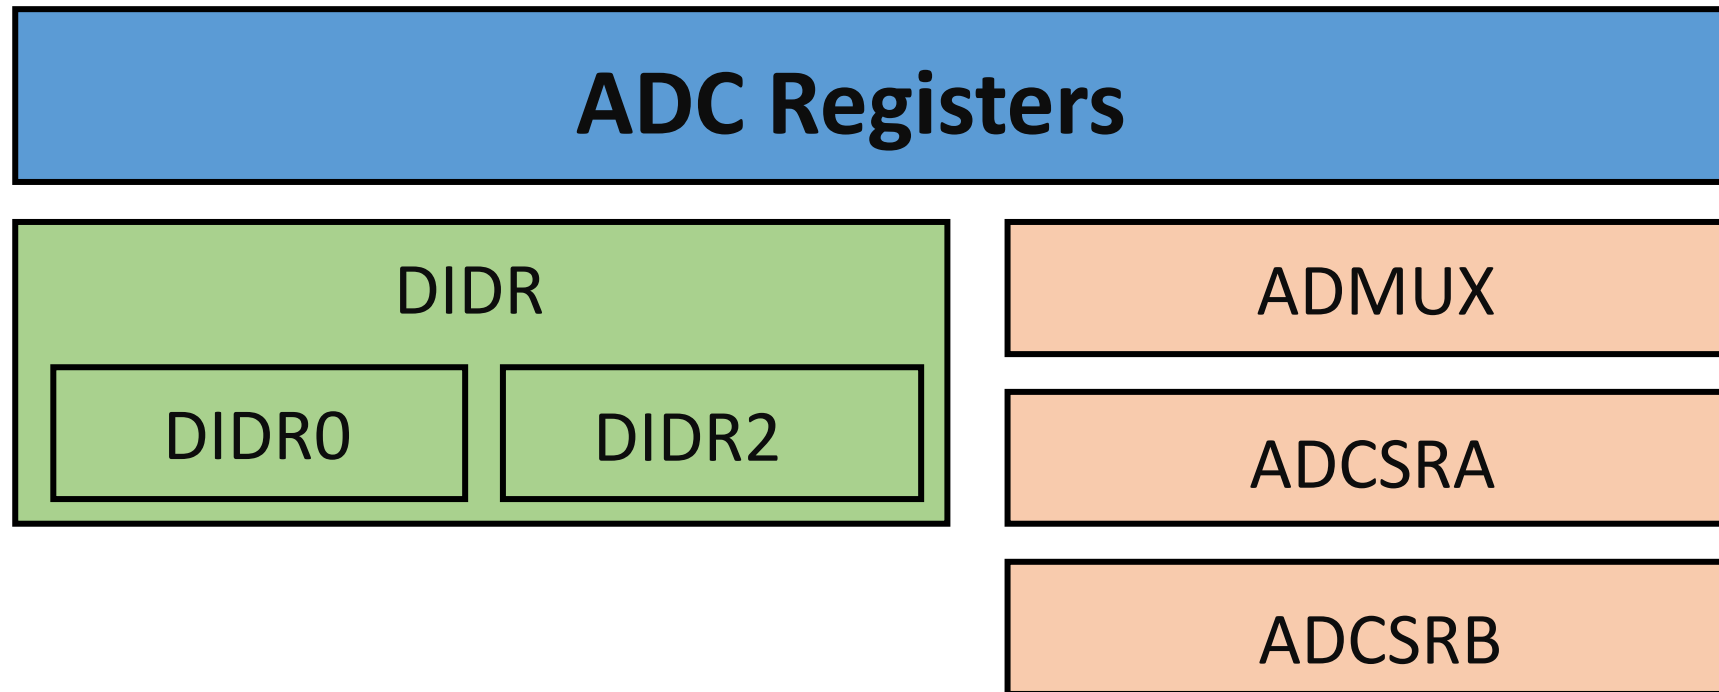 ADC Registers
DIDR
DIDR0
DIDR2
ADMUX
ADCSRA
ADCSRB